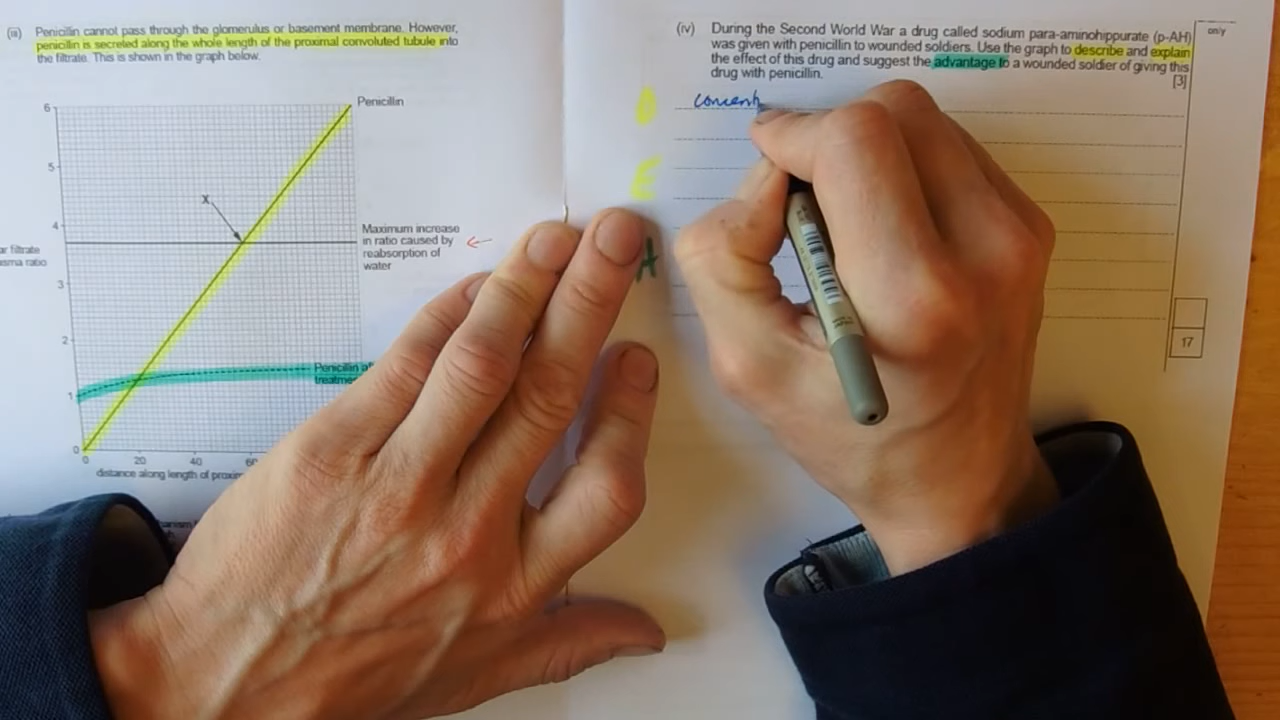 (iii) Penicillin cannot pass through the glomerulus or basement membrane. However,
penicillin is secreted along the whole length of the proximal convoluted tubule into
the filtrate. This is shown in the graph below.
6
Penicillin
5
X
4
Maximum increase
in ratio caused by
reabsorption of
water
filtrate
ratio
3
2
Penicillin
1
0
0 20 40
distance along length of
(iv) During the Second World War a drug called sodium para-aminohippurate (p-AH)
was given with penicillin to wounded soldiers. Use the graph to describe and explain
the effect of this drug and suggest the advantage to a wounded soldier of giving this
drug with penicillin.
[3]
only
D
E
A
17